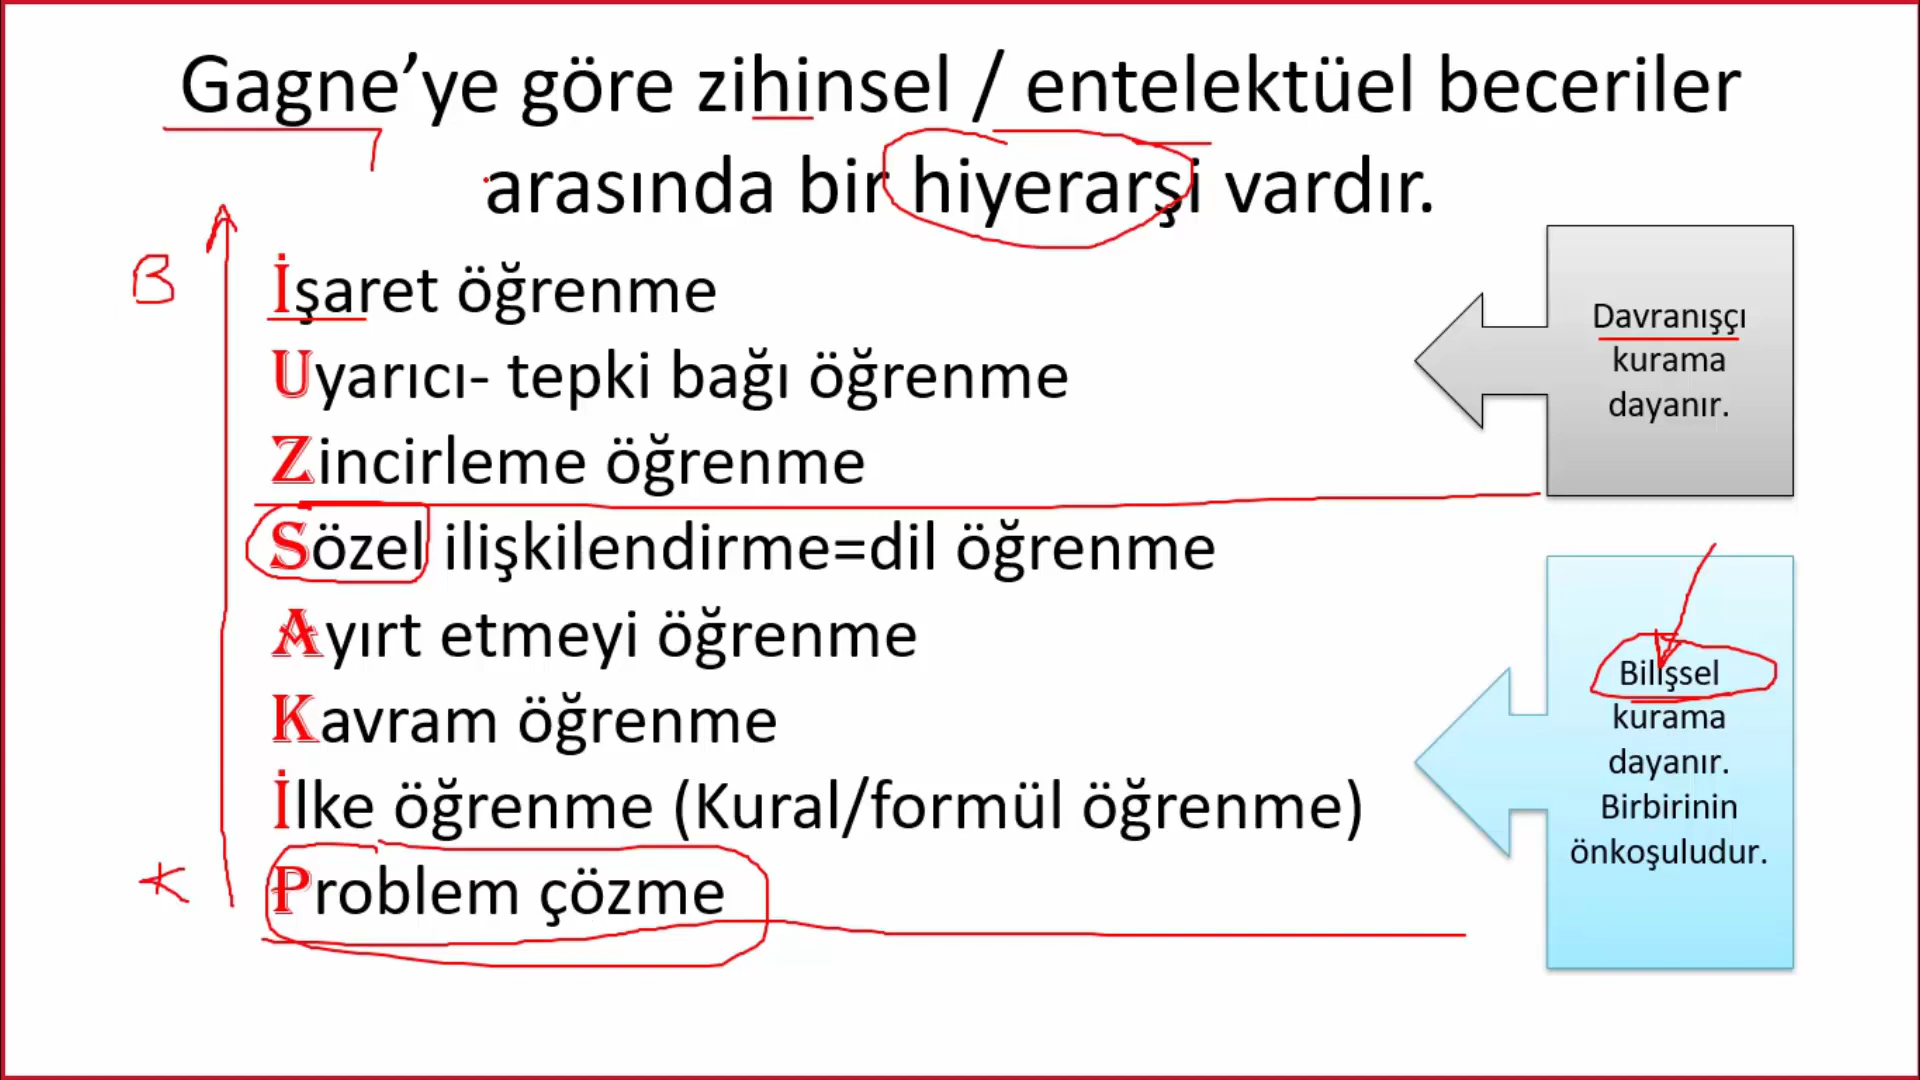 Gagne’ye göre zihinsel / entelektüel beceriler
arasında bir hiyerarşi vardır.
B
İşaret öğrenme
Uyarıcı- tepki bağı öğrenme
Zincirleme öğrenme
Sözel ilişkilendirme=dil öğrenme
Ayırt etmeyi öğrenme
Kavram öğrenme
İlke öğrenme (Kural/formül öğrenme)
K
Problem çözme
Davranışçı
kurama
dayanır.
Bilişsel
kurama
dayanır.
Birbirinin
önkoşuludur.